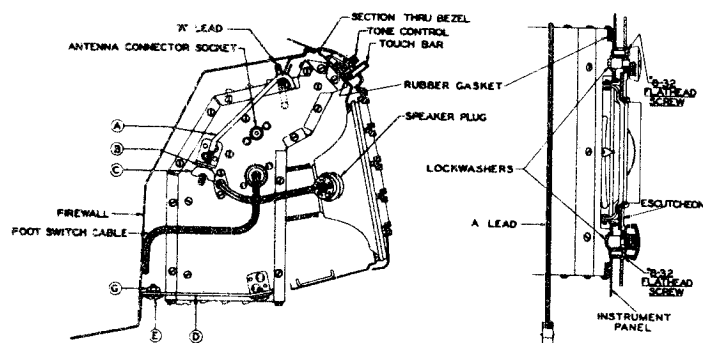 SECTION THRU BEZEL
TONE CONTROL
TOUCH BAR
"A" LEAD
ANTENNA CONNECTOR SOCKET
RUBBER GASKET
SPEAKER PLUG
A
B
C
FIREWALL
FOOT SWITCH CABLE
G
E
D
#8-32
FLATHEAD
SCREW
LOCKWASHERS
ESCUTCHEON
A LEAD
#8-32
FLATHEAD
SCREW
INSTRUMENT
PANEL